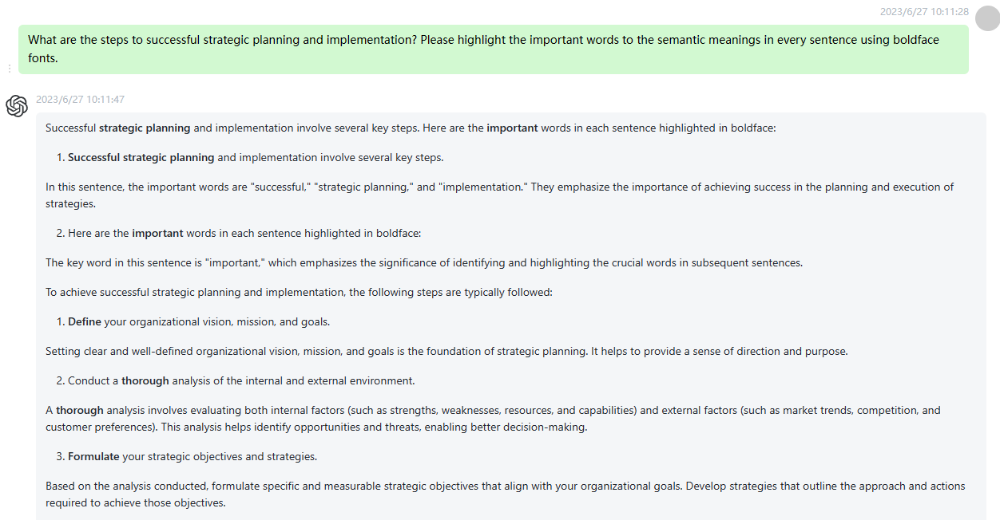 2023/6/27 10:11:28
What are the steps to successful strategic planning and implementation? Please highlight the important words to the semantic meanings in every sentence using boldface
fonts.
2023/6/27 10:11:47
Successful strategic planning and implementation involve several key steps. Here are the important words in each sentence highlighted in boldface:
1. Successful strategic planning and implementation involve several key steps.
In this sentence, the important words are "successful," "strategic planning," and "implementation." They emphasize the importance of achieving success in the planning and execution of
strategies.
2. Here are the important words in each sentence highlighted in boldface:
The key word in this sentence is "important," which emphasizes the significance of identifying and highlighting the crucial words in subsequent sentences.
To achieve successful strategic planning and implementation, the following steps are typically followed:
1. Define your organizational vision, mission, and goals.
Setting clear and well-defined organizational vision, mission, and goals is the foundation of strategic planning. It helps to provide a sense of direction and purpose.
2. Conduct a thorough analysis of the internal and external environment.
A thorough analysis involves evaluating both internal factors (such as strengths, weaknesses, resources, and capabilities) and external factors (such as market trends, competition, and
customer preferences). This analysis helps identify opportunities and threats, enabling better decision-making.
3. Formulate your strategic objectives and strategies.
Based on the analysis conducted, formulate specific and measurable strategic objectives that align with your organizational goals. Develop strategies that outline the approach and actions
required to achieve those objectives.